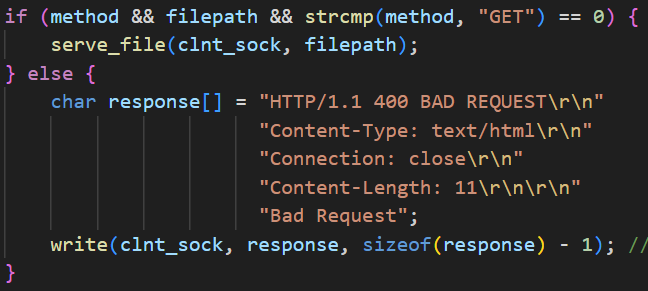 if (method && filepath && strcmp(method, "GET") == 0) {
    serve_file(clnt_sock, filepath);
} else {
    char response[] = "HTTP/1.1 400 BAD REQUEST\r\n"
                      "Content-Type: text/html\r\n"
                      "Connection: close\r\n"
                      "Content-Length: 11\r\n\r\n"
                      "Bad Request";
    write(clnt_sock, response, sizeof(response) - 1); //
}